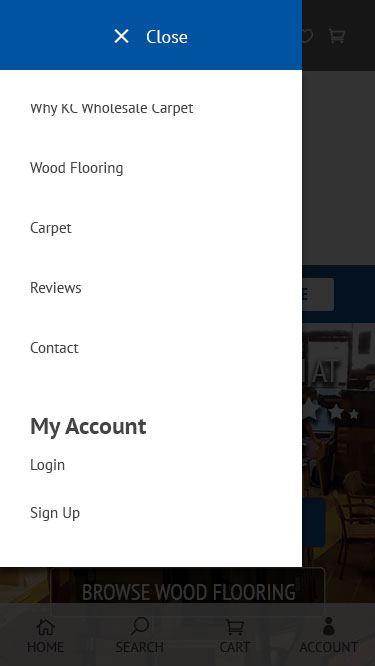 Close
Why KC Wholesale Carpet
Wood Flooring
Carpet
Reviews
Contact
My Account
Login
Sign Up
BROWSE WOOD FLOORING
HOME
SEARCH
CART
ACCOUNT